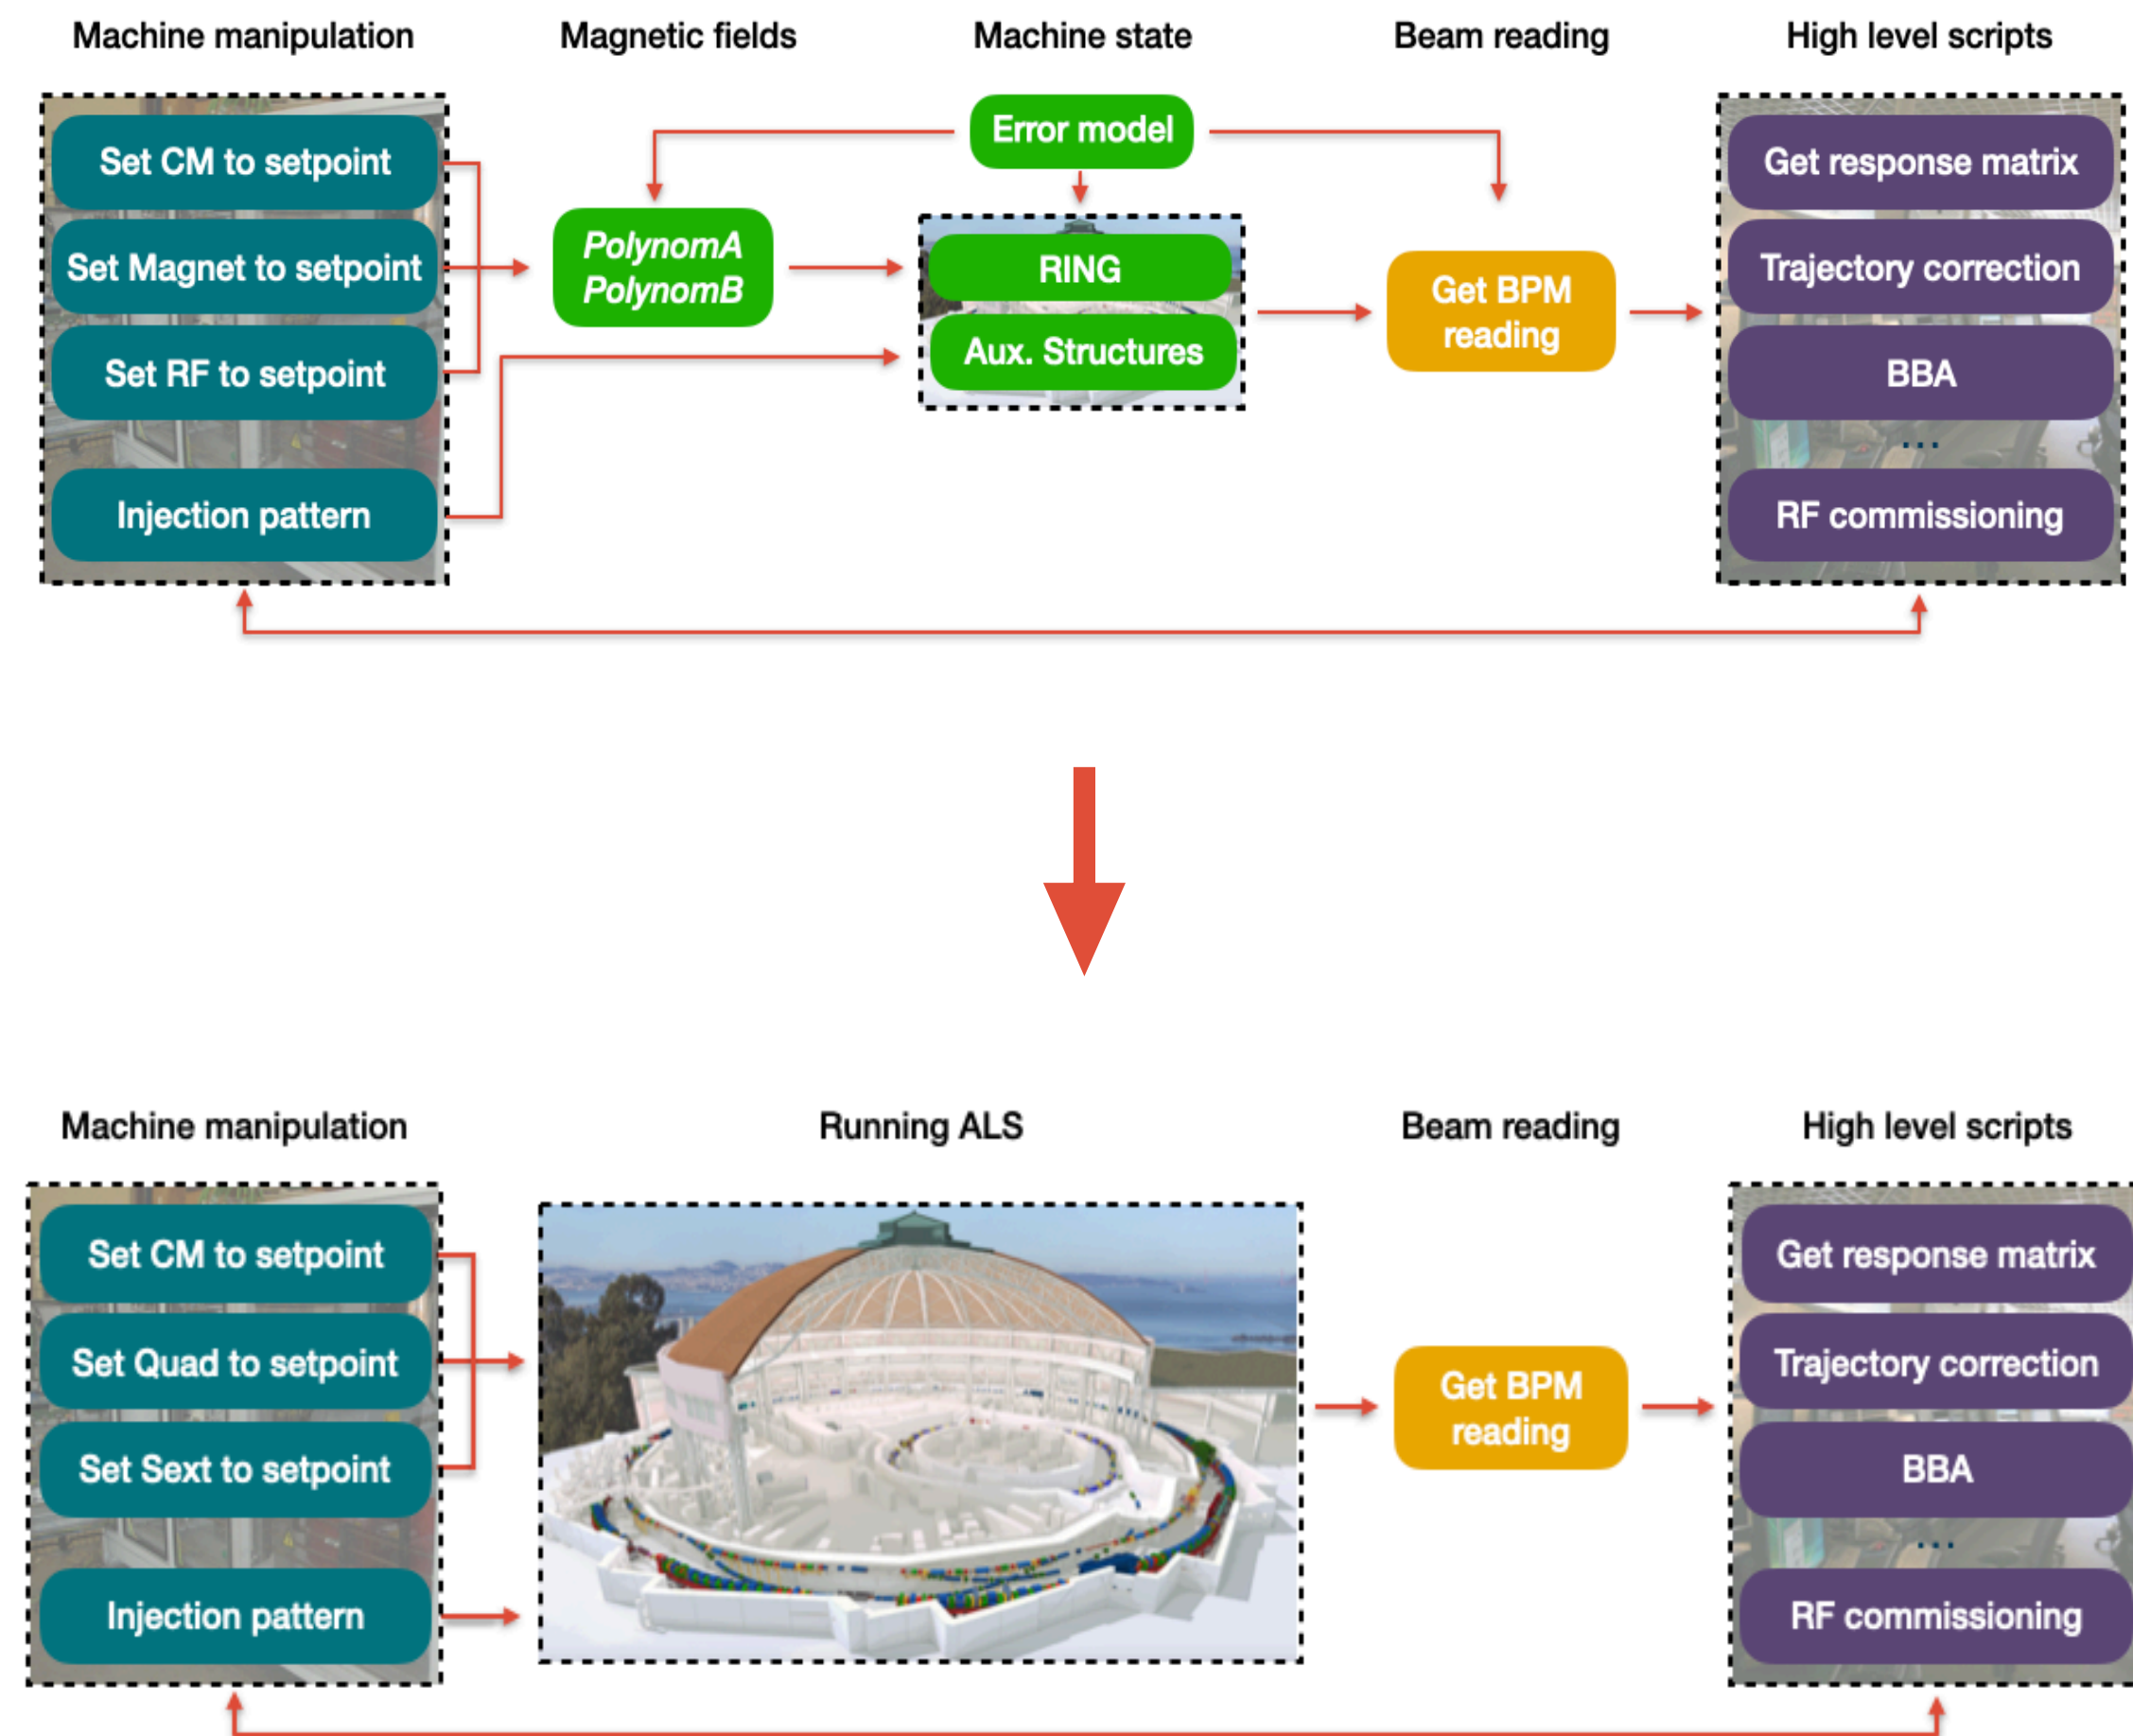 Machine manipulation
Magnetic fields
Machine state
Beam reading
High level scripts
Set CM to setpoint
Set Magnet to setpoint
Set RF to setpoint
Injection pattern
PolynomA
PolynomB
Error model
RING
Aux. Structures
Get BPM
reading
Get response matrix
Trajectory correction
BBA
...
RF commissioning
Machine manipulation
Running ALS
Beam reading
High level scripts
Set CM to setpoint
Set Quad to setpoint
Set Sext to setpoint
Injection pattern
Get BPM
reading
Get response matrix
Trajectory correction
BBA
...
RF commissioning